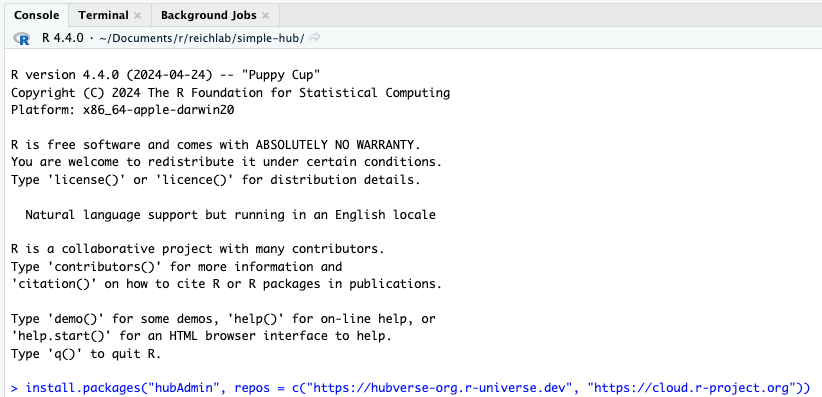 Console Terminal Background Jobs
R 4.4.0 · ~/Documents/r/reichlab/simple-hub/
R version 4.4.0 (2024-04-24) -- "Puppy Cup"
Copyright (C) 2024 The R Foundation for Statistical Computing
Platform: x86_64-apple-darwin20
R is free software and comes with ABSOLUTELY NO WARRANTY.
You are welcome to redistribute it under certain conditions.
Type 'license()' or 'licence()' for distribution details.
Natural language support but running in an English locale
R is a collaborative project with many contributors.
Type 'contributors()' for more information and
'citation()' on how to cite R or R packages in publications.
Type 'demo()' for some demos, 'help()' for on-line help, or
'help.start()' for an HTML browser interface to help.
Type 'q()' to quit R.
> install.packages("hubAdmin", repos = c("https://hubverse-org.r-universe.dev", "https://cloud.r-project.org"))